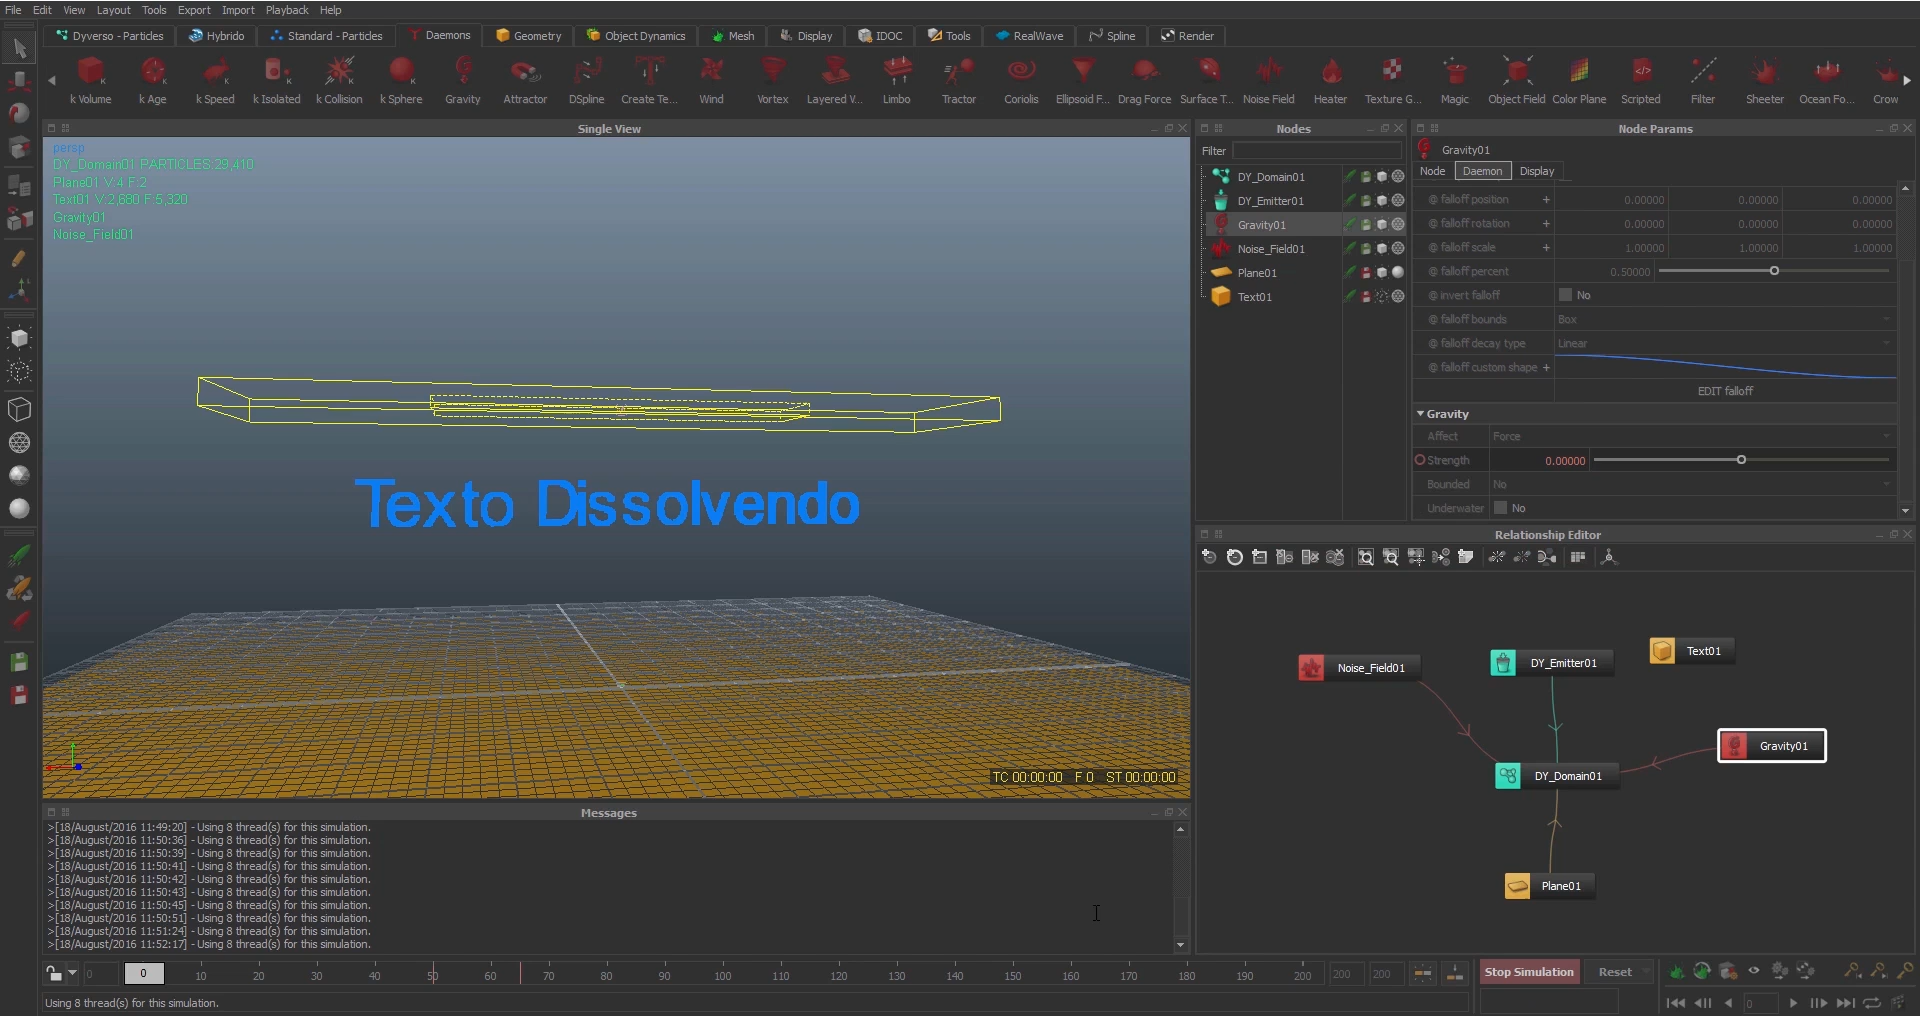 File Edit View Layout Tools Export Import Playback Help
Dyverso - Particles Hybrido Standard - Particles Daemons Geometry Object Dynamics Mesh Display IDOC Tools RealWave Spline Render
k Volume k Age k Speed k Isolated k Collision k Sphere Gravity Attractor DSpline Create Te... Wind Vortex Layered V... Limbo Tractor Coriolis Ellipsoid F... Drag Force Surface T... Noise Field Heater Texture G... Magic Object Field Color Plane Scripted Filter Sheeter Ocean Fo... Crow
Single View
persp
DY_Domain01 PARTICLES:29,410
Plane01 V:4 F:2
Text01 V:2,680 F:5,320
Gravity01
Noise_Field01
Texto Dissolvendo
TC 00:00:00 F 0 ST 00:00:00
Nodes
Filter
DY_Domain01
DY_Emitter01
Gravity01
Noise_Field01
Plane01
Text01
Node Params
Gravity01
Node Daemon Display
@ falloff position + 0.00000 0.00000 0.00000
@ falloff rotation + 0.00000 0.00000 0.00000
@ falloff scale + 1.00000 1.00000 1.00000
@ falloff percent 0.50000
@ invert falloff No
@ falloff bounds Box
@ falloff decay type Linear
@ falloff custom shape +
EDIT falloff
Gravity
Affect Force
Strength 0.00000
Bounded No
Underwater No
Relationship Editor
Noise_Field01
DY_Emitter01
Text01
Gravity01
DY_Domain01
Plane01
Messages
>[18/August/2016 11:49:20] - Using 8 thread(s) for this simulation.
>[18/August/2016 11:50:36] - Using 8 thread(s) for this simulation.
>[18/August/2016 11:50:39] - Using 8 thread(s) for this simulation.
>[18/August/2016 11:50:41] - Using 8 thread(s) for this simulation.
>[18/August/2016 11:50:42] - Using 8 thread(s) for this simulation.
>[18/August/2016 11:50:43] - Using 8 thread(s) for this simulation.
>[18/August/2016 11:50:45] - Using 8 thread(s) for this simulation.
>[18/August/2016 11:50:51] - Using 8 thread(s) for this simulation.
>[18/August/2016 11:51:24] - Using 8 thread(s) for this simulation.
>[18/August/2016 11:52:17] - Using 8 thread(s) for this simulation.
0 0 10 20 30 40 50 60 70 80 90 100 110 120 130 140 150 160 170 180 190 200 200 200
Stop Simulation Reset
Using 8 thread(s) for this simulation.
0